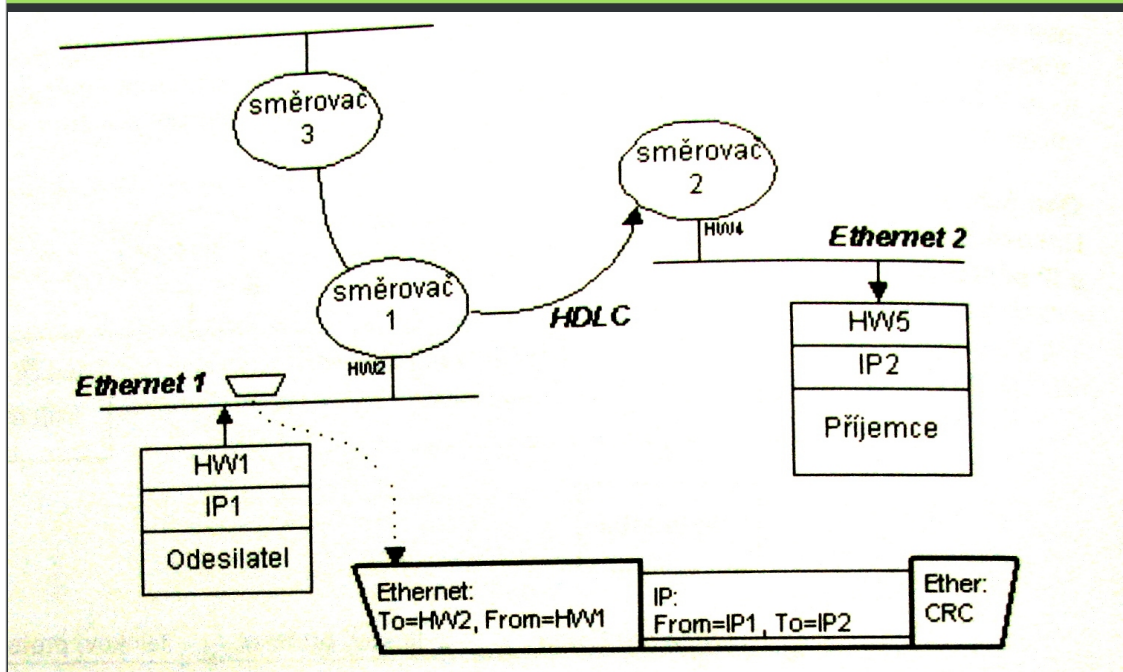 směrovač
3
směrovač
2
HW4
Ethernet 2
směrovač
1
HDLC
HW2
Ethernet 1
HW5
IP2
Příjemce
HW1
IP1
Odesilatel
Ethernet:
To=HW2, From=HW1
IP:
From=IP1, To=IP2
Ether:
CRC